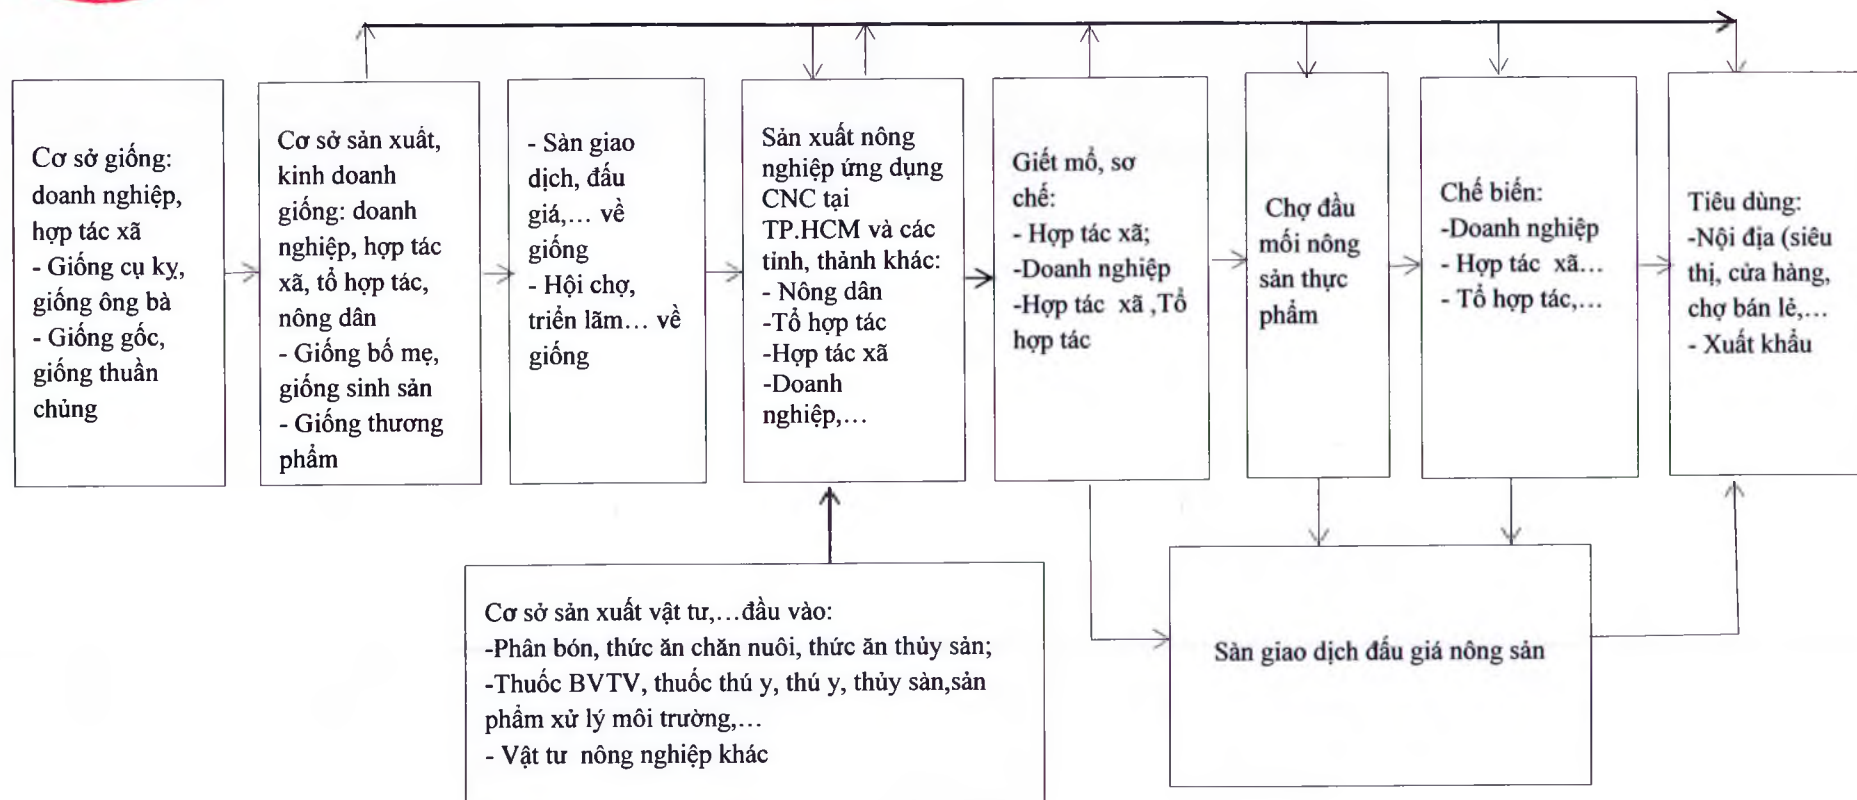 Cơ sở giống:
doanh nghiệp,
hợp tác xã
- Giống cụ kỵ,
giống ông bà
- Giống gốc,
giống thuần
chủng
Cơ sở sản xuất,
kinh doanh
giống: doanh
nghiệp, hợp tác
xã, tổ hợp tác,
nông dân
- Giống bố mẹ,
giống sinh sản
- Giống thương
phẩm
- Sàn giao
dịch, đấu
giá,… về
giống
- Hội chợ,
triển lãm… về
giống
Sản xuất nông
nghiệp ứng dụng
CNC tại
TP.HCM và các
tỉnh, thành khác:
- Nông dân
-Tổ hợp tác
-Hợp tác xã
-Doanh
nghiệp,…
Giết mổ, sơ
chế:
- Hợp tác xã;
-Doanh nghiệp
-Hợp tác xã ,Tổ
hợp tác
Chợ đầu
mối nông
sản thực
phẩm
Chế biến:
-Doanh nghiệp
- Hợp tác xã…
- Tổ hợp tác,…
Tiêu dùng:
-Nội địa (siêu
thị, cửa hàng,
chợ bán lẻ,…
- Xuất khẩu
Cơ sở sản xuất vật tư,…đầu vào:
-Phân bón, thức ăn chăn nuôi, thức ăn thủy sản;
-Thuốc BVTV, thuốc thú y, thú y, thủy sàn,sản
phẩm xử lý môi trường,…
- Vật tư nông nghiệp khác
Sàn giao dịch đấu giá nông sản